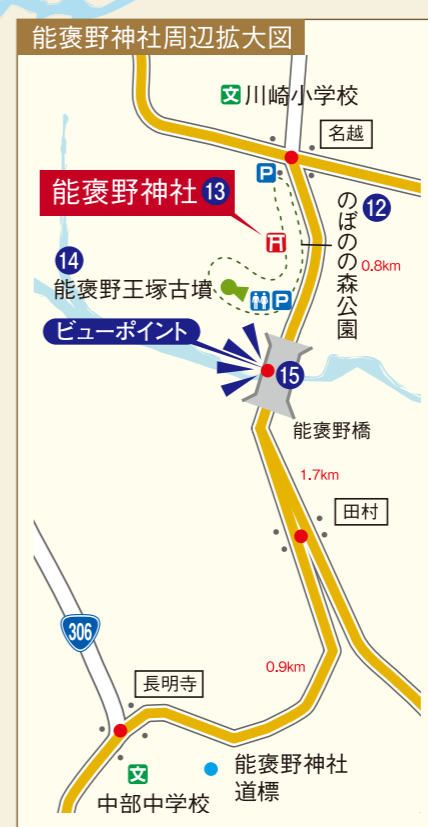 能褒野神社周辺拡大図
文 川崎小学校
名越
P
能褒野神社 13
12
のぼのの森公園
0.8km
14
能褒野王塚古墳
P
ビューポイント
15
能褒野橋
1.7km
田村
306
0.9km
長明寺
文
中部中学校
能褒野神社
道標